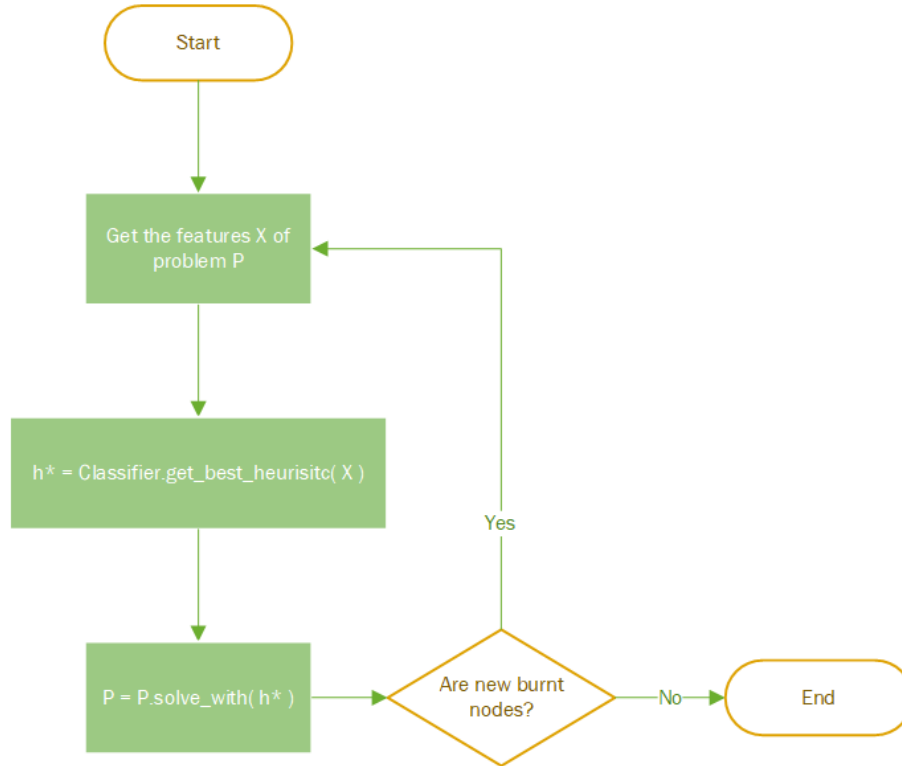 Start
Get the features X of
problem P
h* = Classifier.get_best_heurisitc( X )
Yes
P = P.solve_with( h* )
Are new burnt
nodes?
No
End